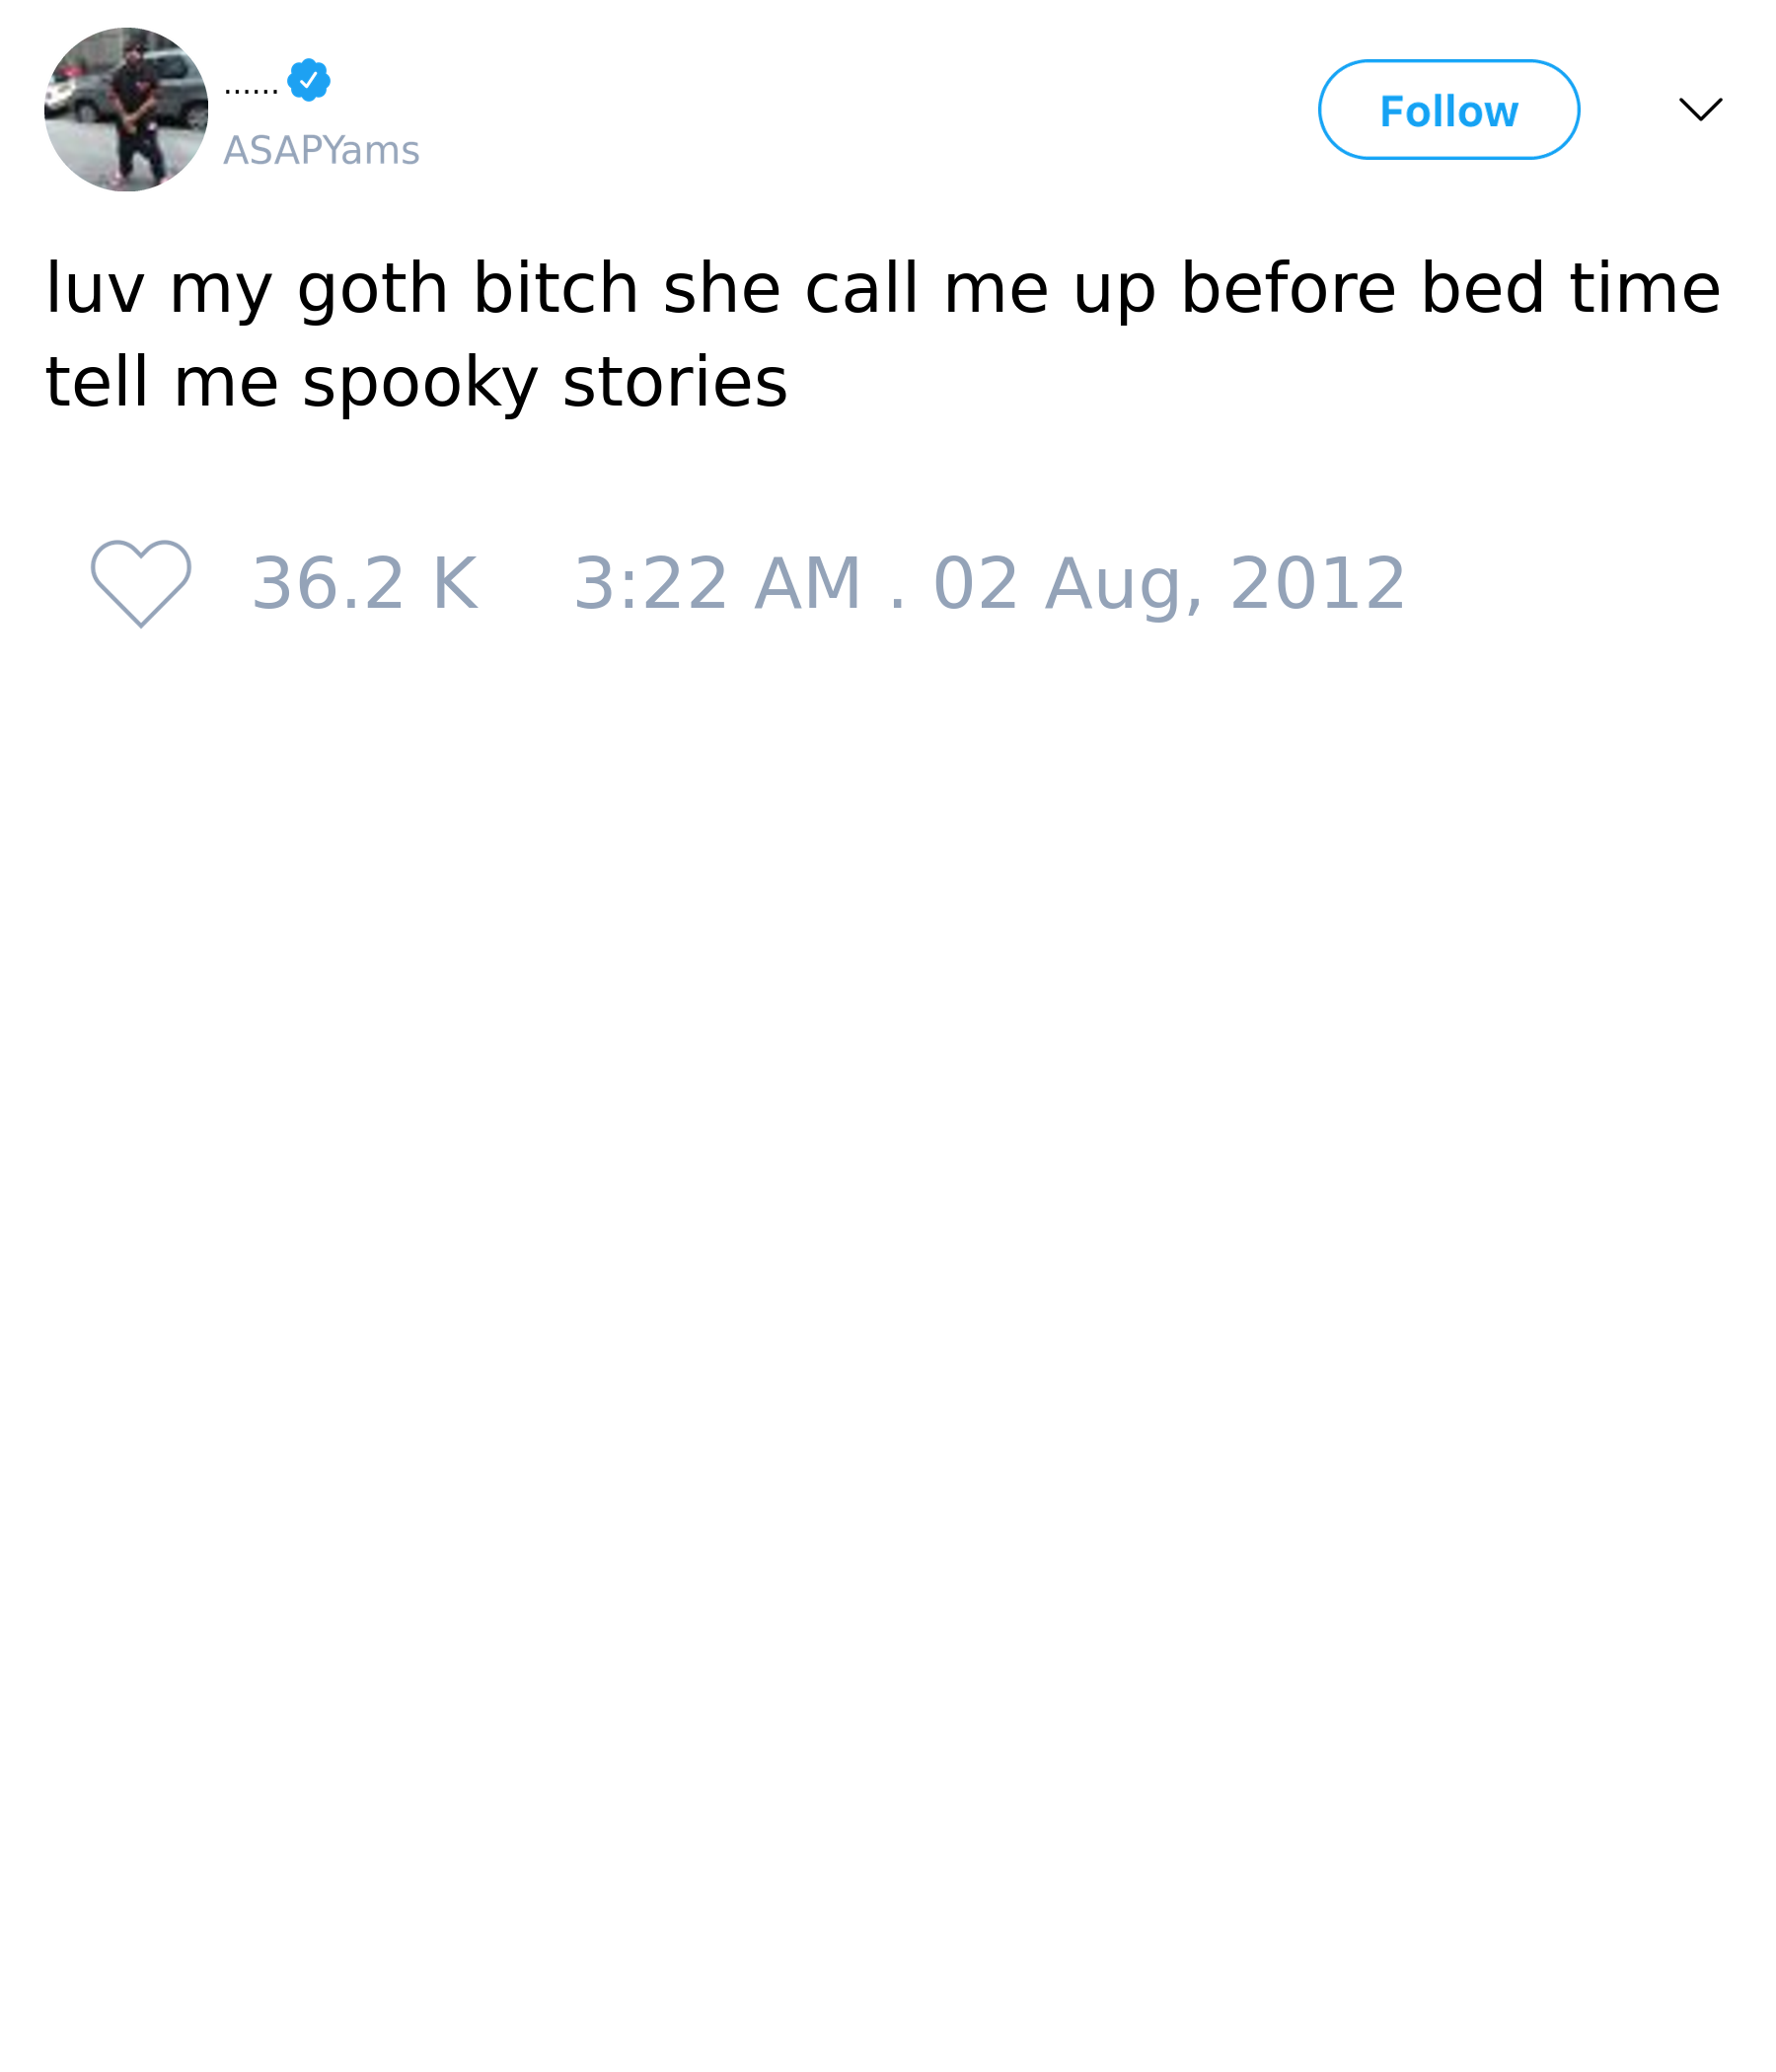 ......
ASAPYams
Follow
luv my goth bitch she call me up before bed time
tell me spooky stories
36.2 K 3:22 AM . 02 Aug, 2012